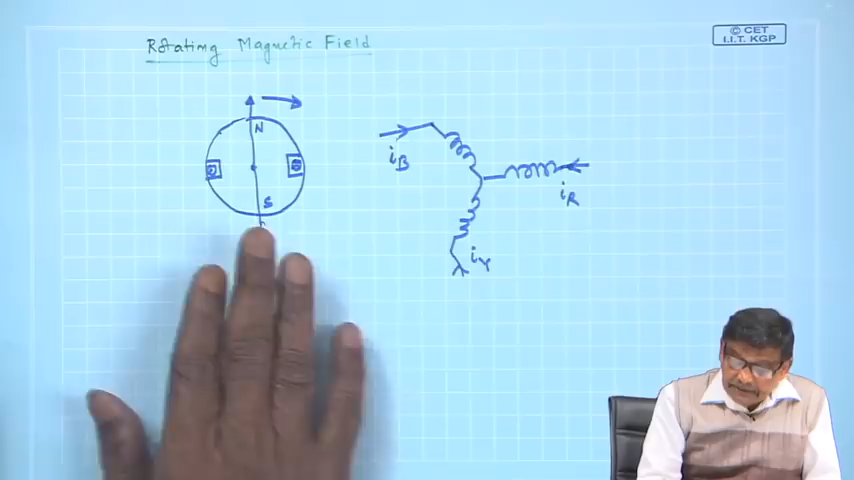 Rotating Magnetic Field
© CET
I.I.T. KGP
N
S
iB
iR
iY